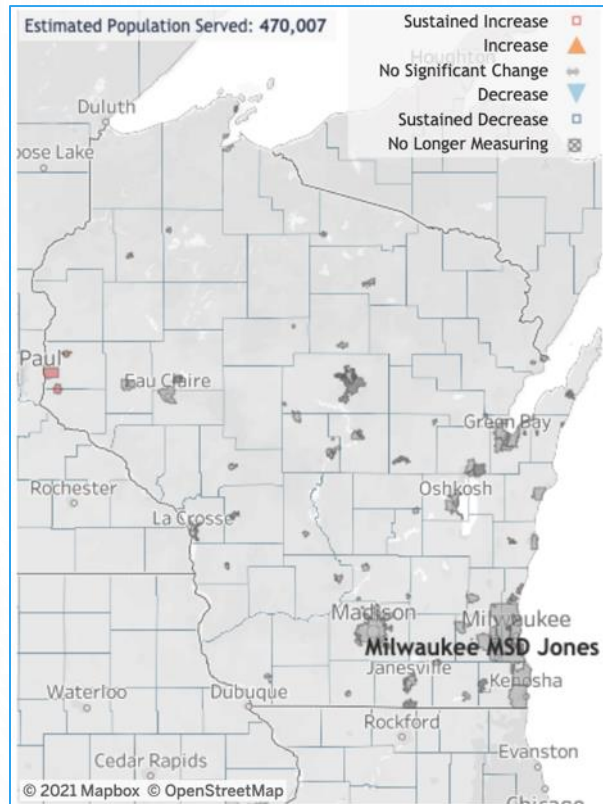 Estimated Population Served: 470,007
Sustained Increase
Increase
No Significant Change
Decrease
Sustained Decrease
No Longer Measuring
Houghton
Duluth
oose Lake
Paul
Eau Claire
Green Bay
Rochester
Oshkosh
La Crosse
Madison
Milwaukee
Milwaukee MSD Jones
Janesville
Kenosha
Waterloo
Dubuque
Rockford
Evanston
Cedar Rapids
Chicago
© 2021 Mapbox © OpenStreetMap